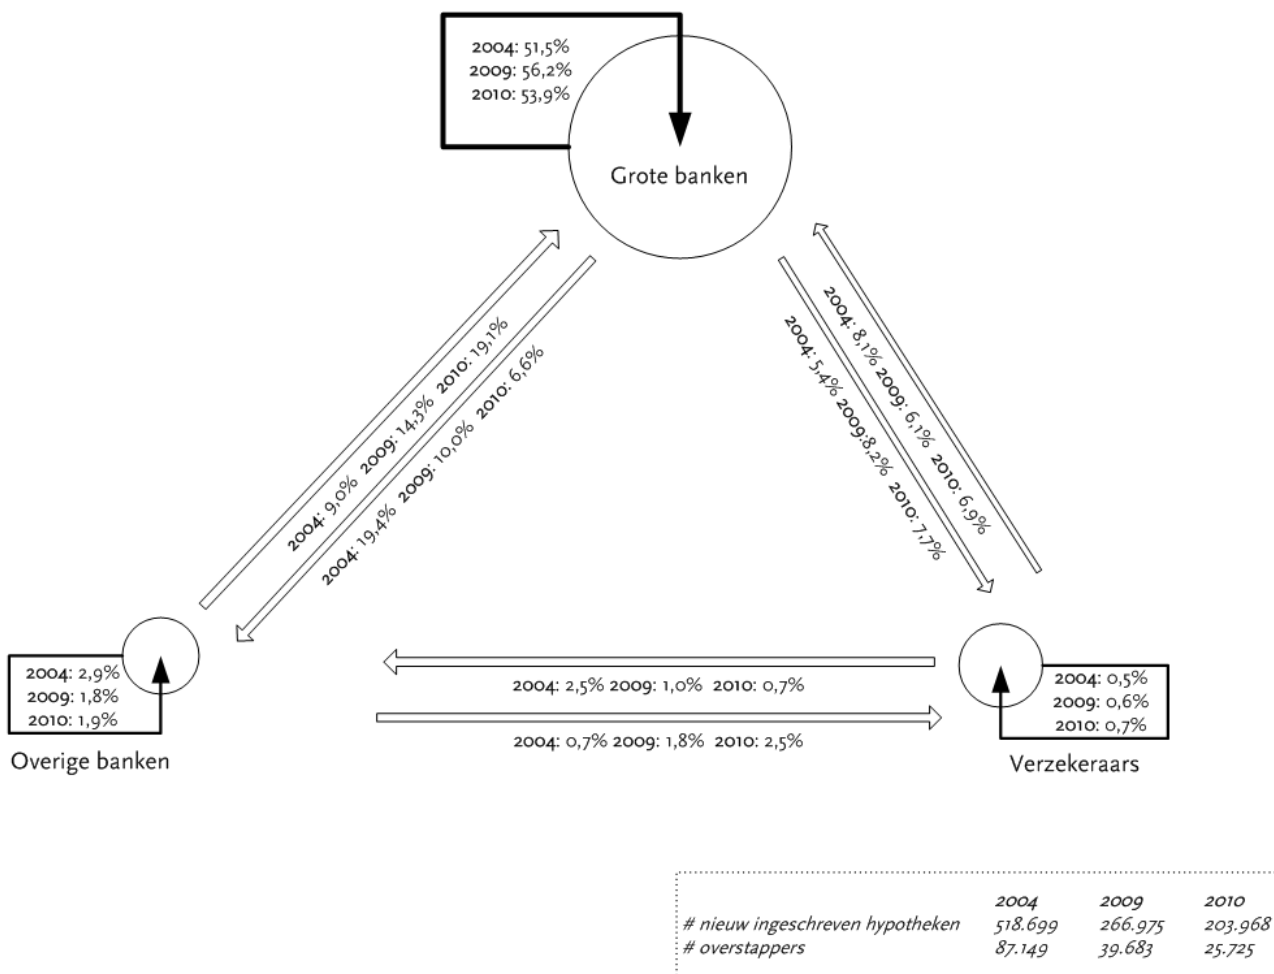 2004: 51,5%
2009: 56,2%
2010: 53,9%
Grote banken
2004: 9,0% 2009: 14,3% 2010: 19,1%
2004: 19,4% 2009: 10,0% 2010: 6,6%
2004: 8,1% 2009: 6,1% 2010: 6,9%
2004: 5,4% 2009:8,2% 2010: 7,7%
2004: 2,9%
2009: 1,8%
2010: 1,9%
Overige banken
2004: 2,5% 2009: 1,0% 2010: 0,7%
2004: 0,7% 2009: 1,8% 2010: 2,5%
2004: 0,5%
2009: 0,6%
2010: 0,7%
Verzekeraars
2004 2009 2010
# nieuw ingeschreven hypotheken 518.699 266.975 203.968
# overstappers 87.149 39.683 25.725